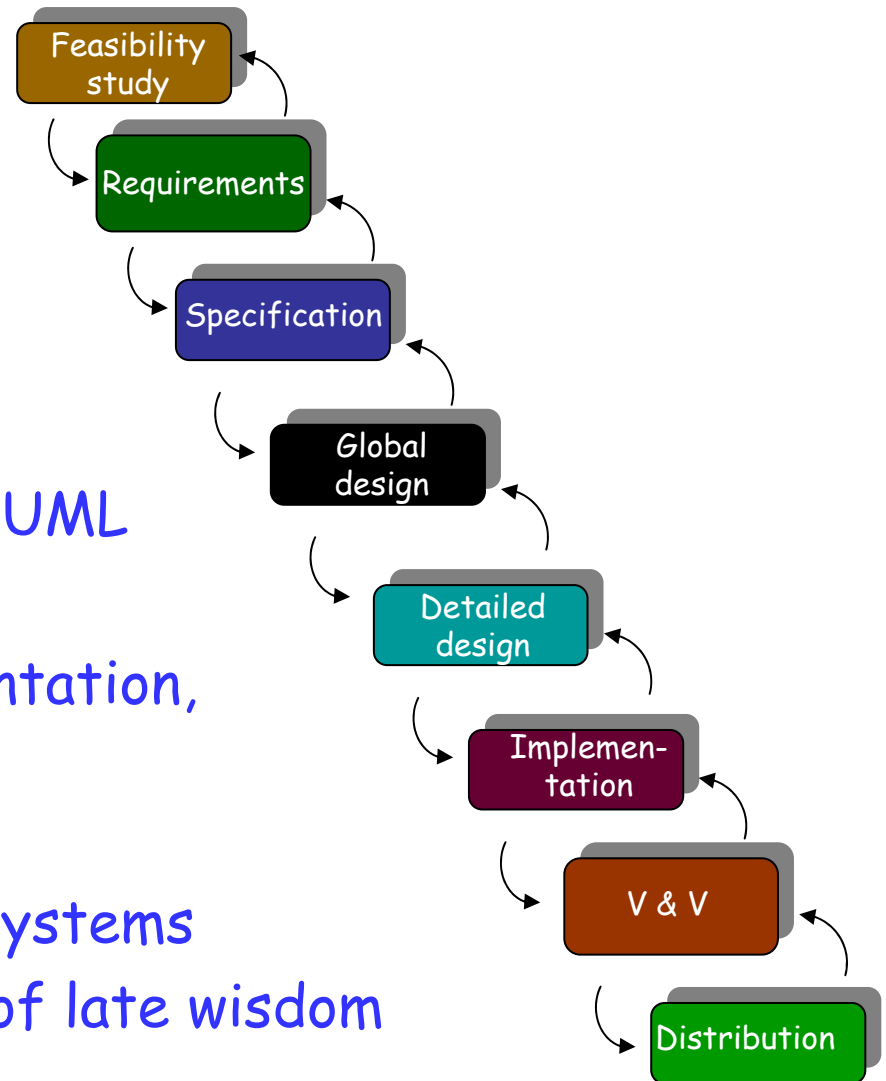 Feasibility
study
Requirements
Specification
Global
design
UML
Detailed
design
ntation,
Implemen-
tation
V & V
ystems
of late wisdom
Distribution